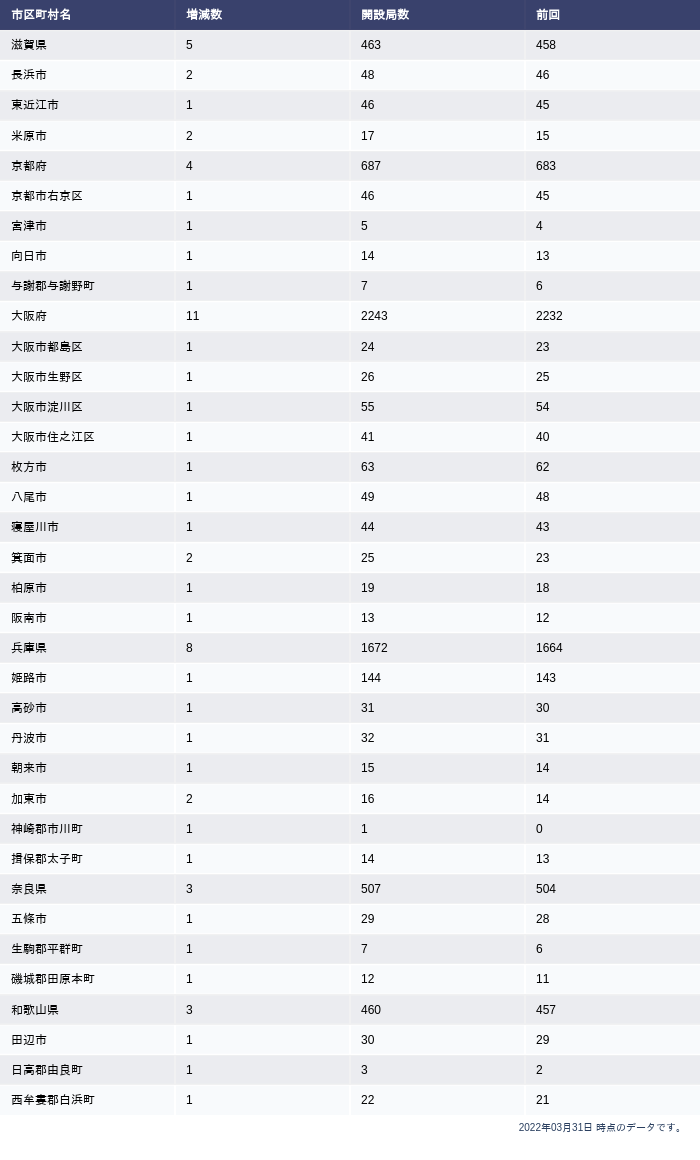 市区町村名 増減数 開設局数 前回
滋賀県 5 463 458
長浜市 2 48 46
東近江市 1 46 45
米原市 2 17 15
京都府 4 687 683
京都市右京区 1 46 45
宮津市 1 5 4
向日市 1 14 13
与謝郡与謝野町 1 7 6
大阪府 11 2243 2232
大阪市都島区 1 24 23
大阪市生野区 1 26 25
大阪市淀川区 1 55 54
大阪市住之江区 1 41 40
枚方市 1 63 62
八尾市 1 49 48
寝屋川市 1 44 43
箕面市 2 25 23
柏原市 1 19 18
阪南市 1 13 12
兵庫県 8 1672 1664
姫路市 1 144 143
高砂市 1 31 30
丹波市 1 32 31
朝来市 1 15 14
加東市 2 16 14
神崎郡市川町 1 1 0
揖保郡太子町 1 14 13
奈良県 3 507 504
五條市 1 29 28
生駒郡平群町 1 7 6
磯城郡田原本町 1 12 11
和歌山県 3 460 457
田辺市 1 30 29
日高郡由良町 1 3 2
西牟婁郡白浜町 1 22 21
2022年03月31日 時点のデータです。